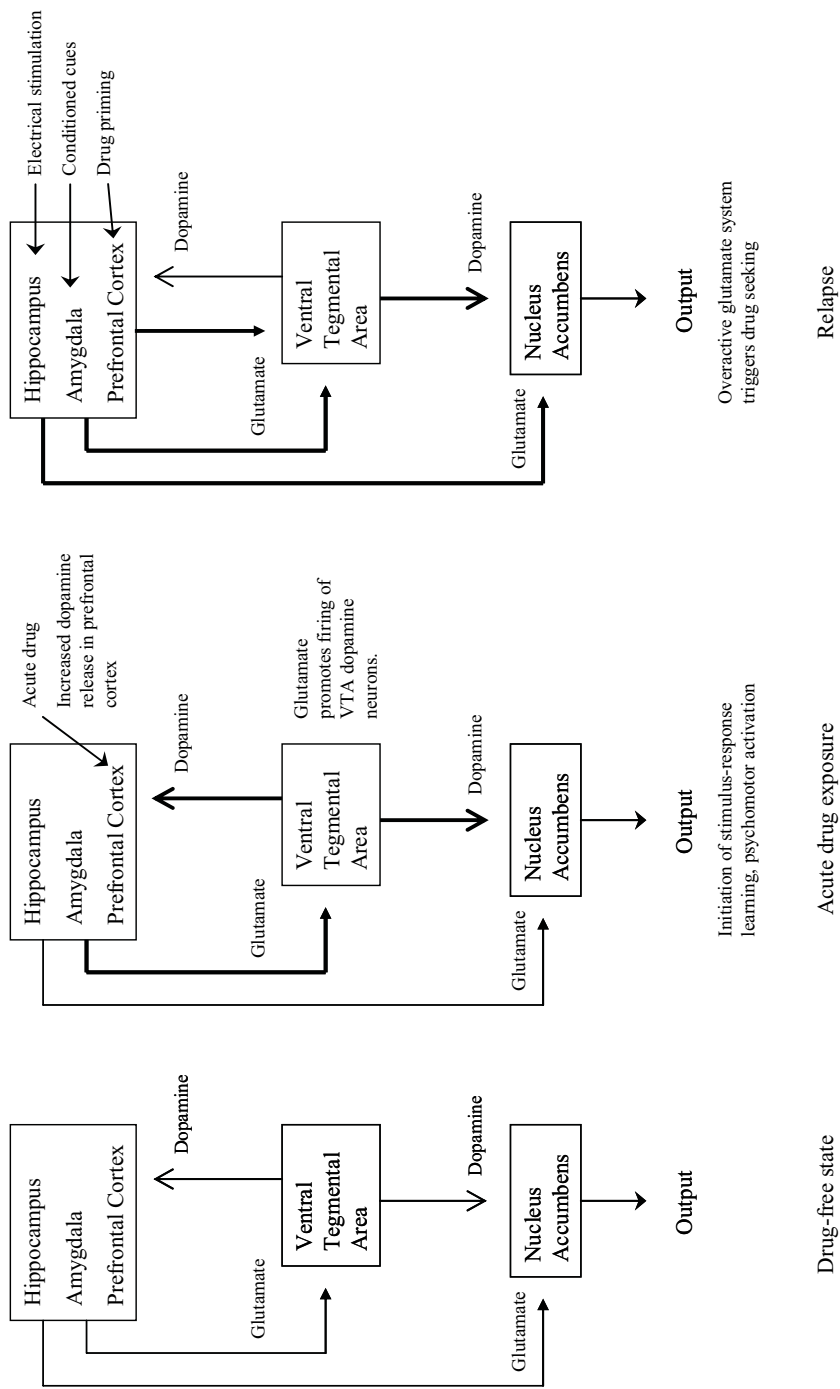 Hippocampus
Amygdala
Prefrontal Cortex
Dopamine
Glutamate
Ventral
Tegmental
Area
Dopamine
Glutamate
Nucleus
Accumbens
Output
Drug-free state
Acute drug
Increased dopamine
release in prefrontal
cortex
Hippocampus
Amygdala
Prefrontal Cortex
Dopamine
Glutamate
Ventral
Tegmental
Area
Glutamate
promotes firing of
VTA dopamine
neurons.
Dopamine
Glutamate
Nucleus
Accumbens
Output
Initiation of stimulus-response
learning, psychomotor activation
Acute drug exposure
Hippocampus
Amygdala
Prefrontal Cortex
Electrical stimulation
Conditioned cues
Drug priming
Dopamine
Glutamate
Ventral
Tegmental
Area
Dopamine
Glutamate
Nucleus
Accumbens
Output
Overactive glutamate system
triggers drug seeking
Relapse